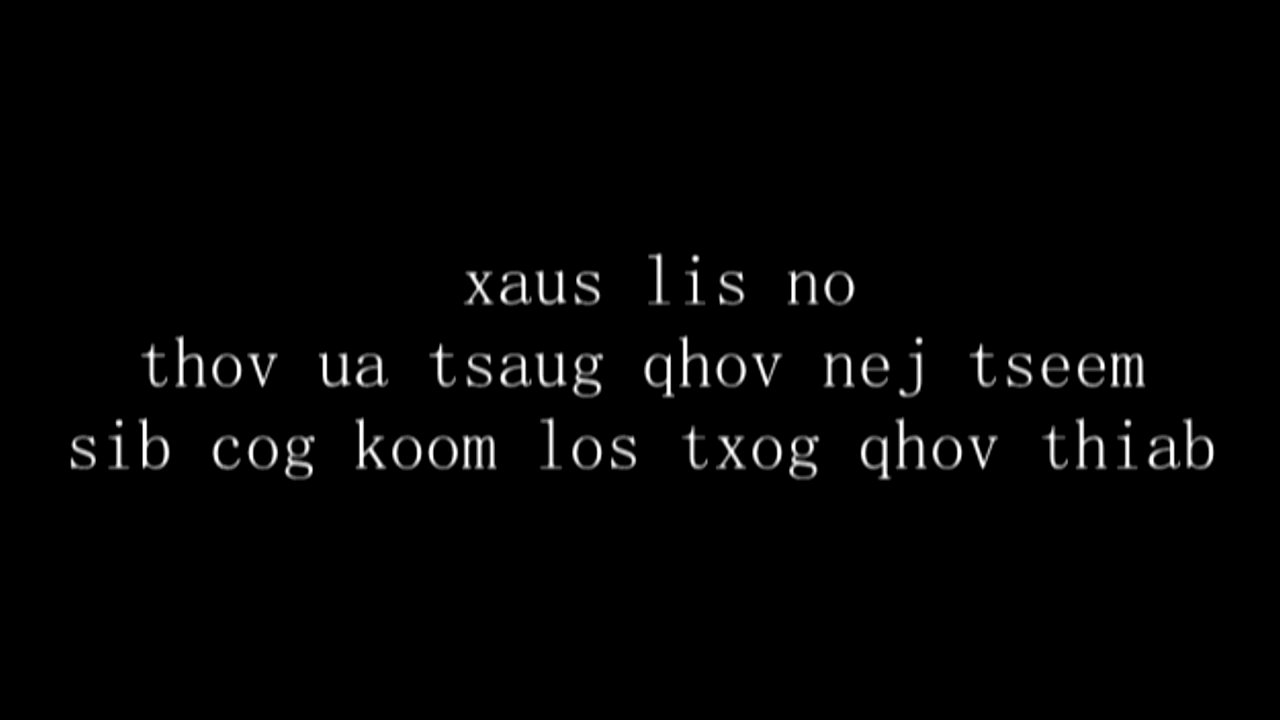 xaus lis no
thov ua tsaug qhov nej tseem
sib cog koom los txog qhov thiab